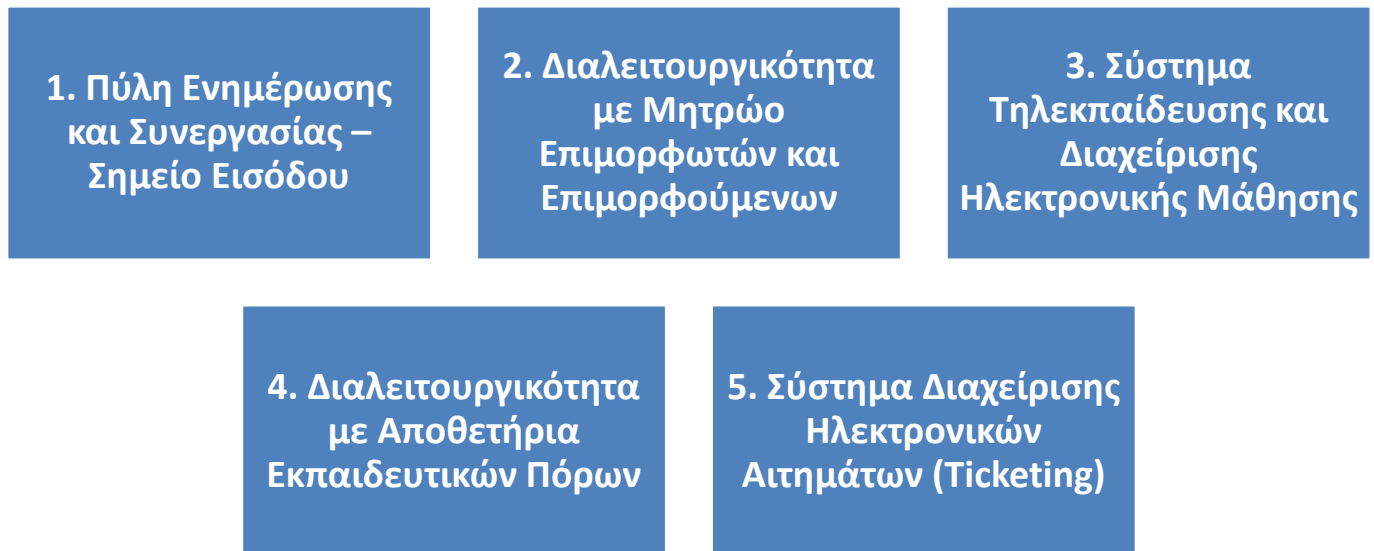 1. Πύλη Ενημέρωσης
και Συνεργασίας –
Σημείο Εισόδου
2. Διαλειτουργικότητα
με Μητρώο
Επιμορφωτών και
Επιμορφούμενων
3. Σύστημα
Τηλεκπαίδευσης και
Διαχείρισης
Ηλεκτρονικής Μάθησης
4. Διαλειτουργικότητα
με Αποθετήρια
Εκπαιδευτικών Πόρων
5. Σύστημα Διαχείρισης
Ηλεκτρονικών
Αιτημάτων (Ticketing)